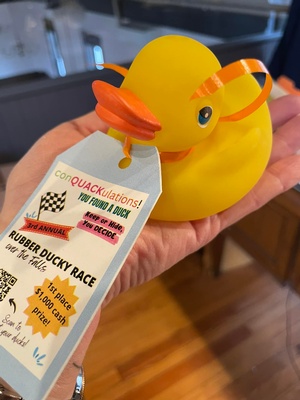 conQUACKulations!
YOU FOUND A DUCK
Keep or Hide,
You DECIDE.
3rd ANNUAL
RUBBER DUCKY RACE
over the Falls
1st place
$1,000 cash
prize!
Scan to
your duck!